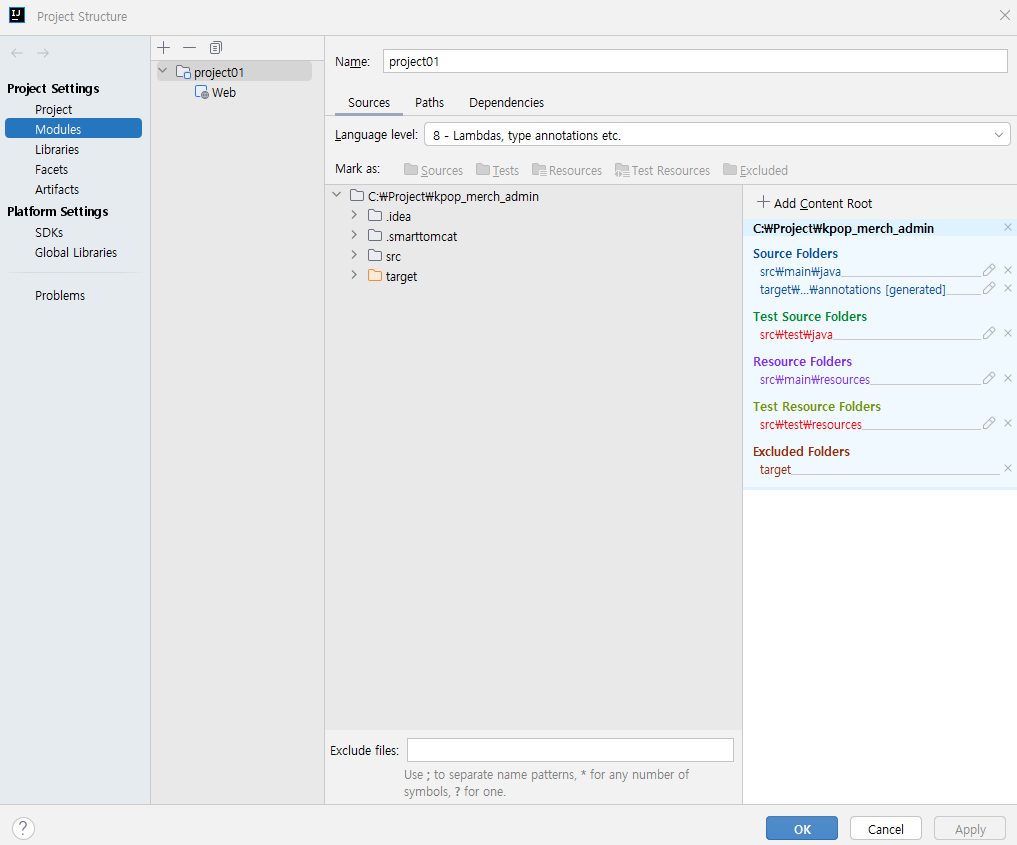 Project Structure
Project Settings
Project
Modules
Libraries
Facets
Artifacts
Platform Settings
SDKs
Global Libraries
Problems
project01
Web
Name: project01
Sources Paths Dependencies
Language level: 8 - Lambdas, type annotations etc.
Mark as: Sources Tests Resources Test Resources Excluded
C:₩Project₩kpop_merch_admin
.idea
.smarttomcat
src
target
Exclude files:
Use ; to separate name patterns, * for any number of
symbols, ? for one.
+ Add Content Root
C:₩Project₩kpop_merch_admin
Source Folders
src₩main₩java
target₩...₩annotations [generated]
Test Source Folders
src₩test₩java
Resource Folders
src₩main₩resources
Test Resource Folders
src₩test₩resources
Excluded Folders
target
? OK Cancel Apply